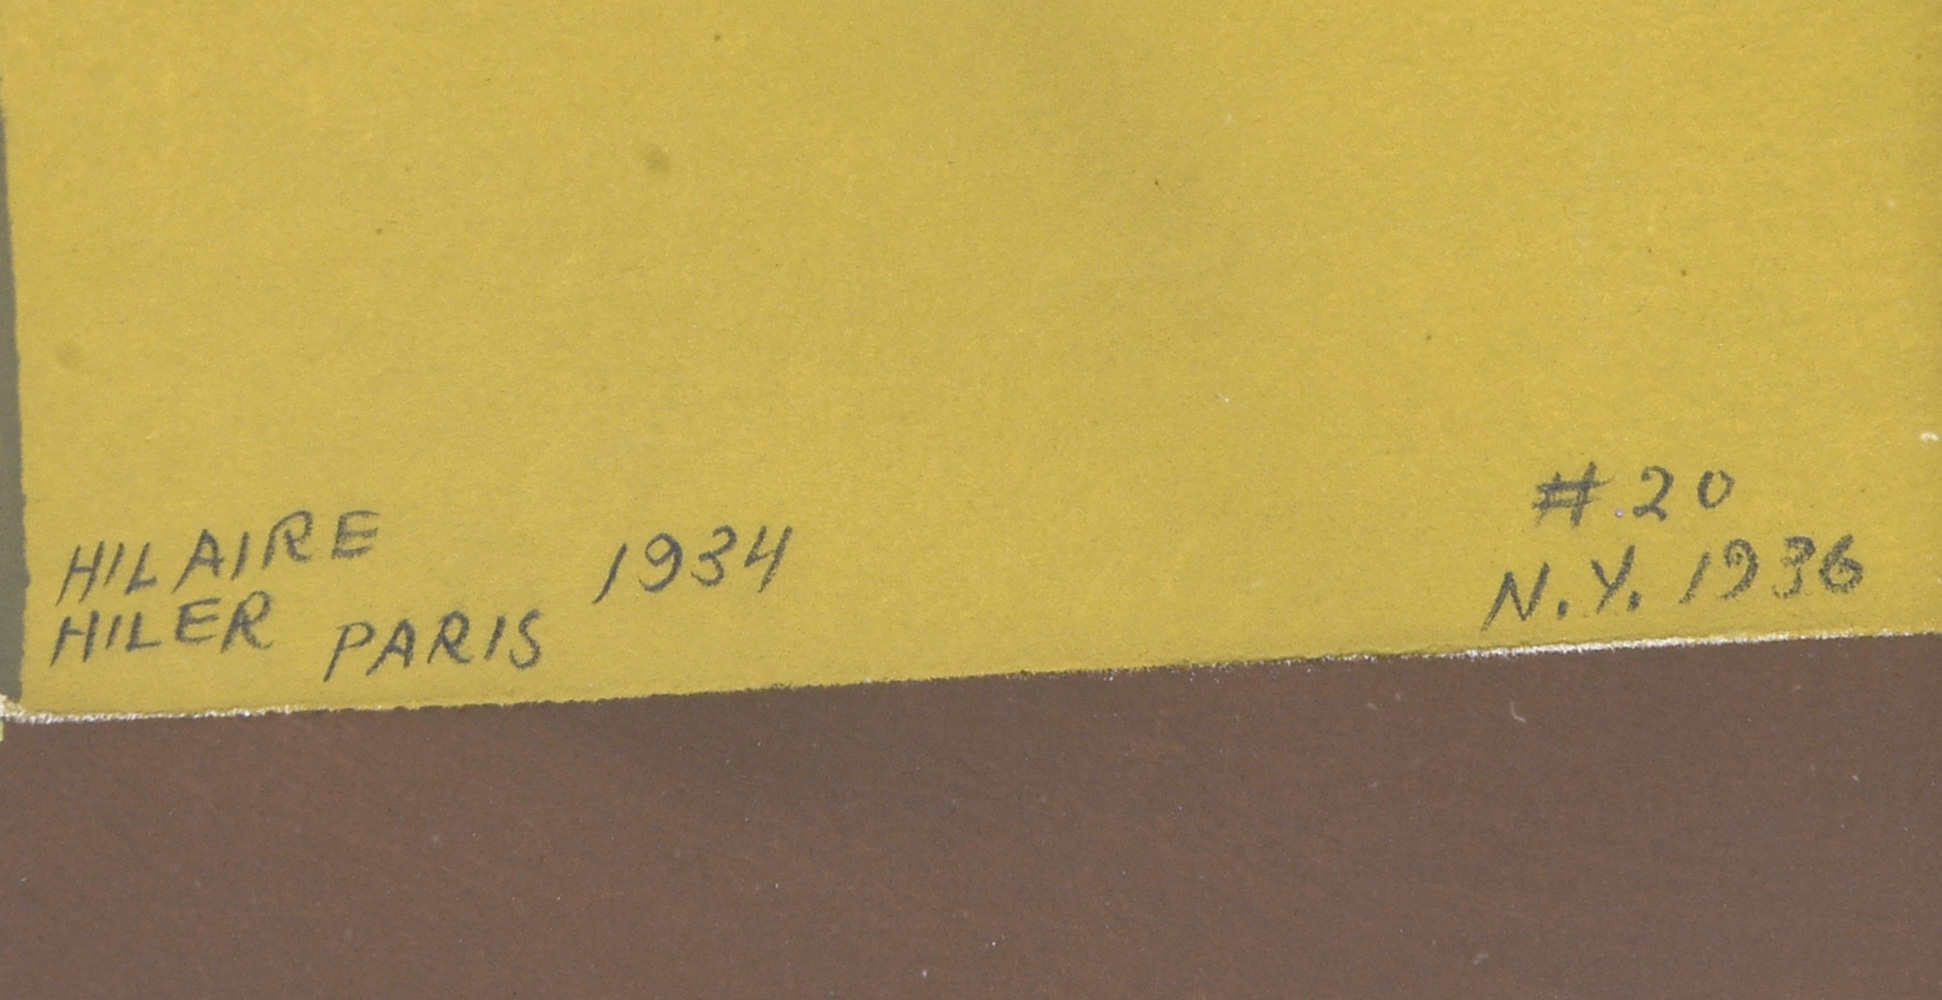 HILAIRE
HILER PARIS 1934
#.20
N.Y. 1936